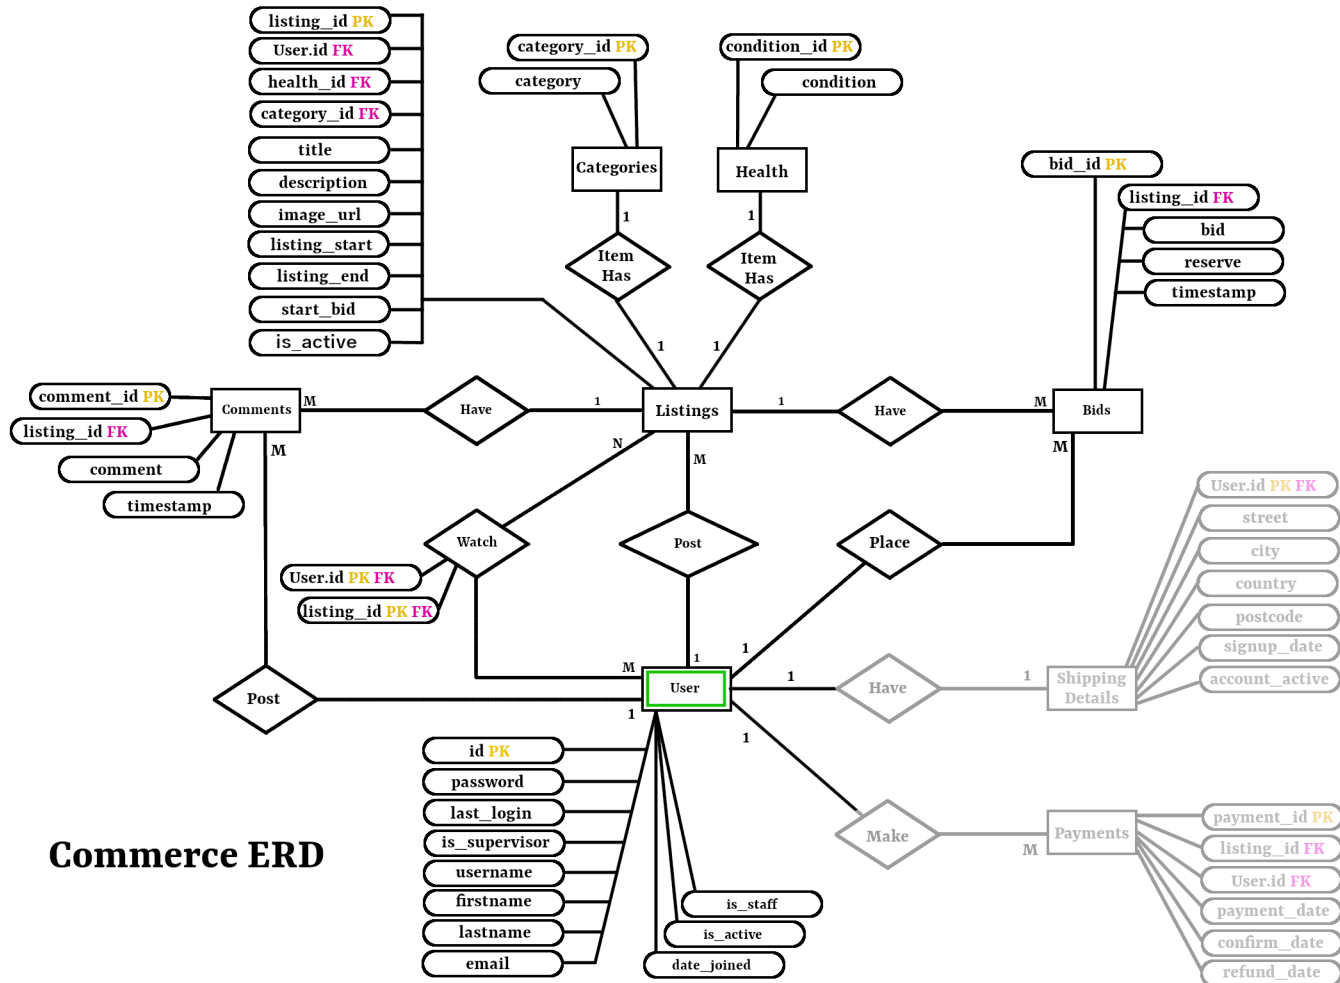 listing_id PK
User.id FK
health_id FK
category_id FK
title
description
image_url
listing_start
listing_end
start_bid
is_active
category_id PK
category
Categories
1
Item
Has
1
condition_id PK
condition
Health
1
Item
Has
1
bid_id PK
listing_id FK
bid
reserve
timestamp
comment_id PK
listing_id FK
comment
timestamp
Comments
M
Have
1
Listings
1
Have
M
Bids
M
N
M
M
Watch
User.id PK FK
listing_id PK FK
Post
Place
User.id PK FK
street
city
country
postcode
signup_date
account_active
Post
1
M
1
User
1
1
Have
1
Shipping
Details
1
Make
M
Payments
payment_id PK
listing_id FK
User.id FK
payment_date
confirm_date
refund_date
id PK
password
last_login
is_supervisor
username
firstname
lastname
email
is_staff
is_active
date_joined
Commerce ERD